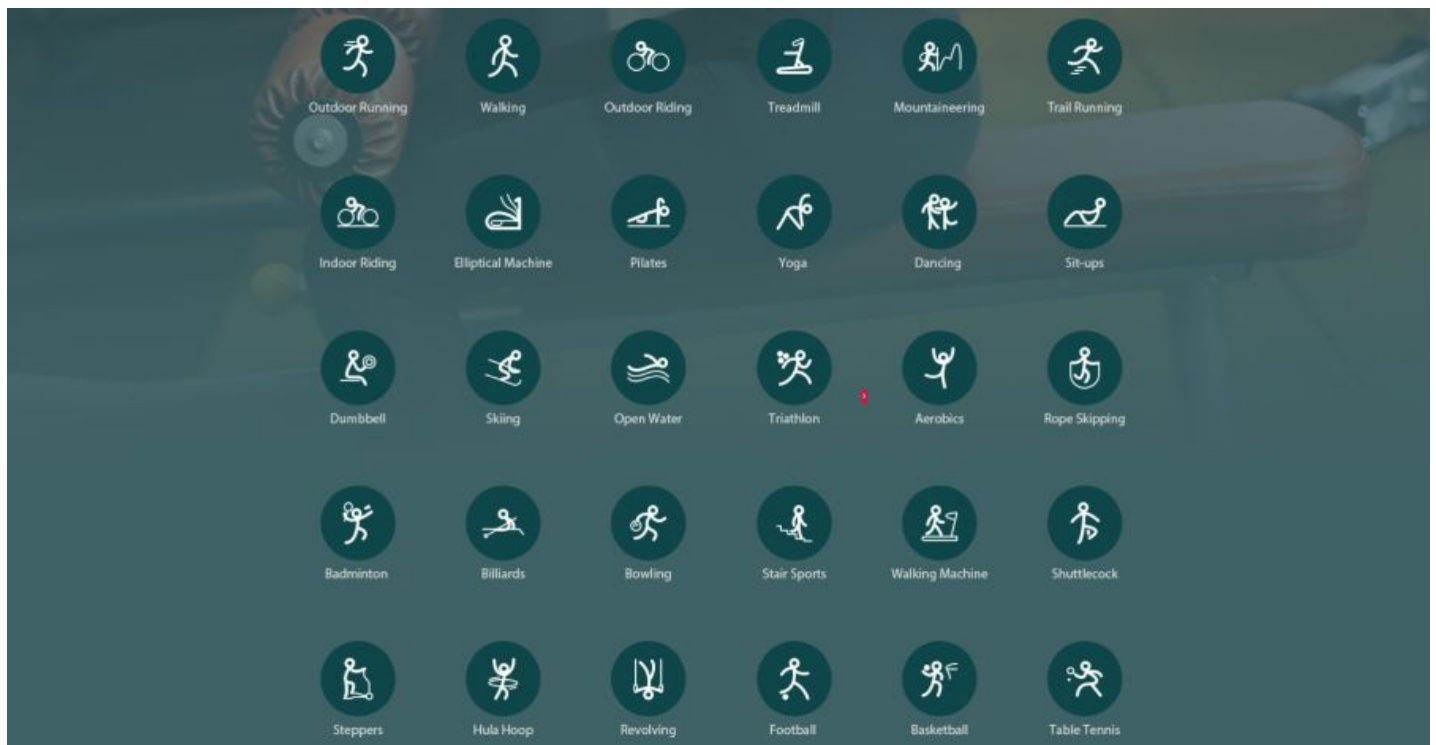 Outdoor Running Walking Outdoor Riding Treadmill Mountaineering Trail Running
Indoor Riding Elliptical Machine Pilates Yoga Dancing Sit-ups
Dumbbell Skiing Open Water Triathlon Aerobics Rope Skipping
Badminton Billiards Bowling Stair Sports Walking Machine Shuttlecock
Steppers Hula Hoop Revolving Football Basketball Table Tennis